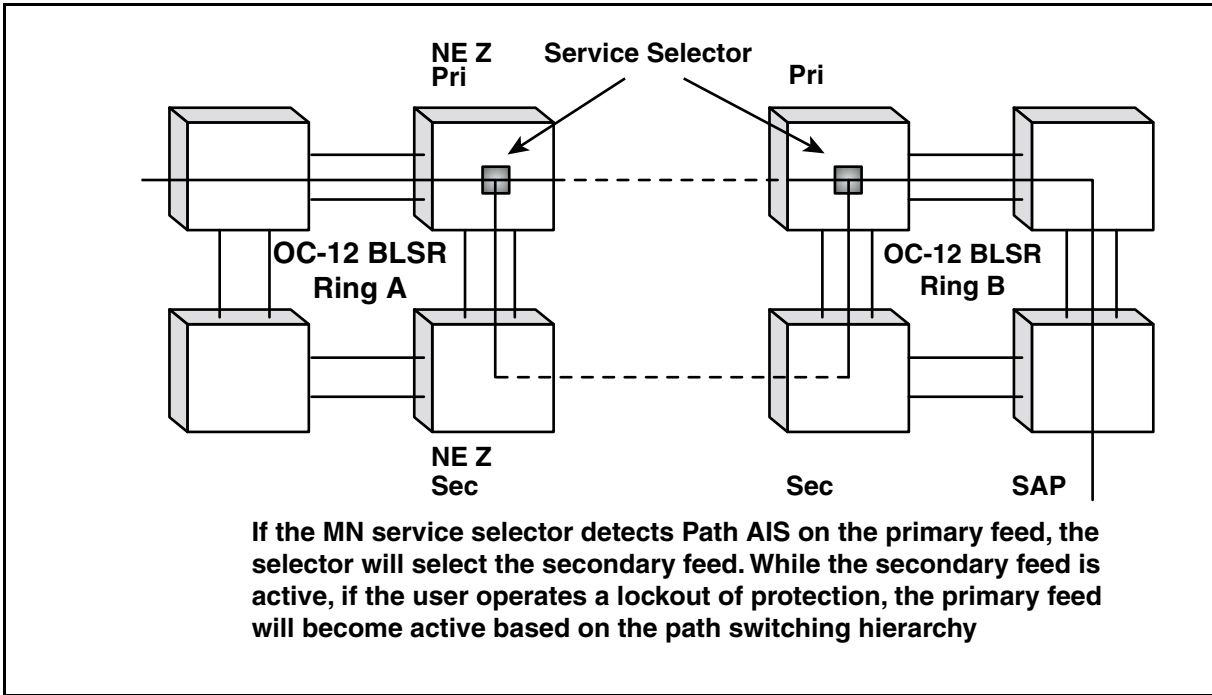 NE Z
Pri
Service Selector
Pri
OC-12 BLSR
Ring A
OC-12 BLSR
Ring B
NE Z
Sec
Sec
SAP
If the MN service selector detects Path AIS on the primary feed, the
selector will select the secondary feed. While the secondary feed is
active, if the user operates a lockout of protection, the primary feed
will become active based on the path switching hierarchy